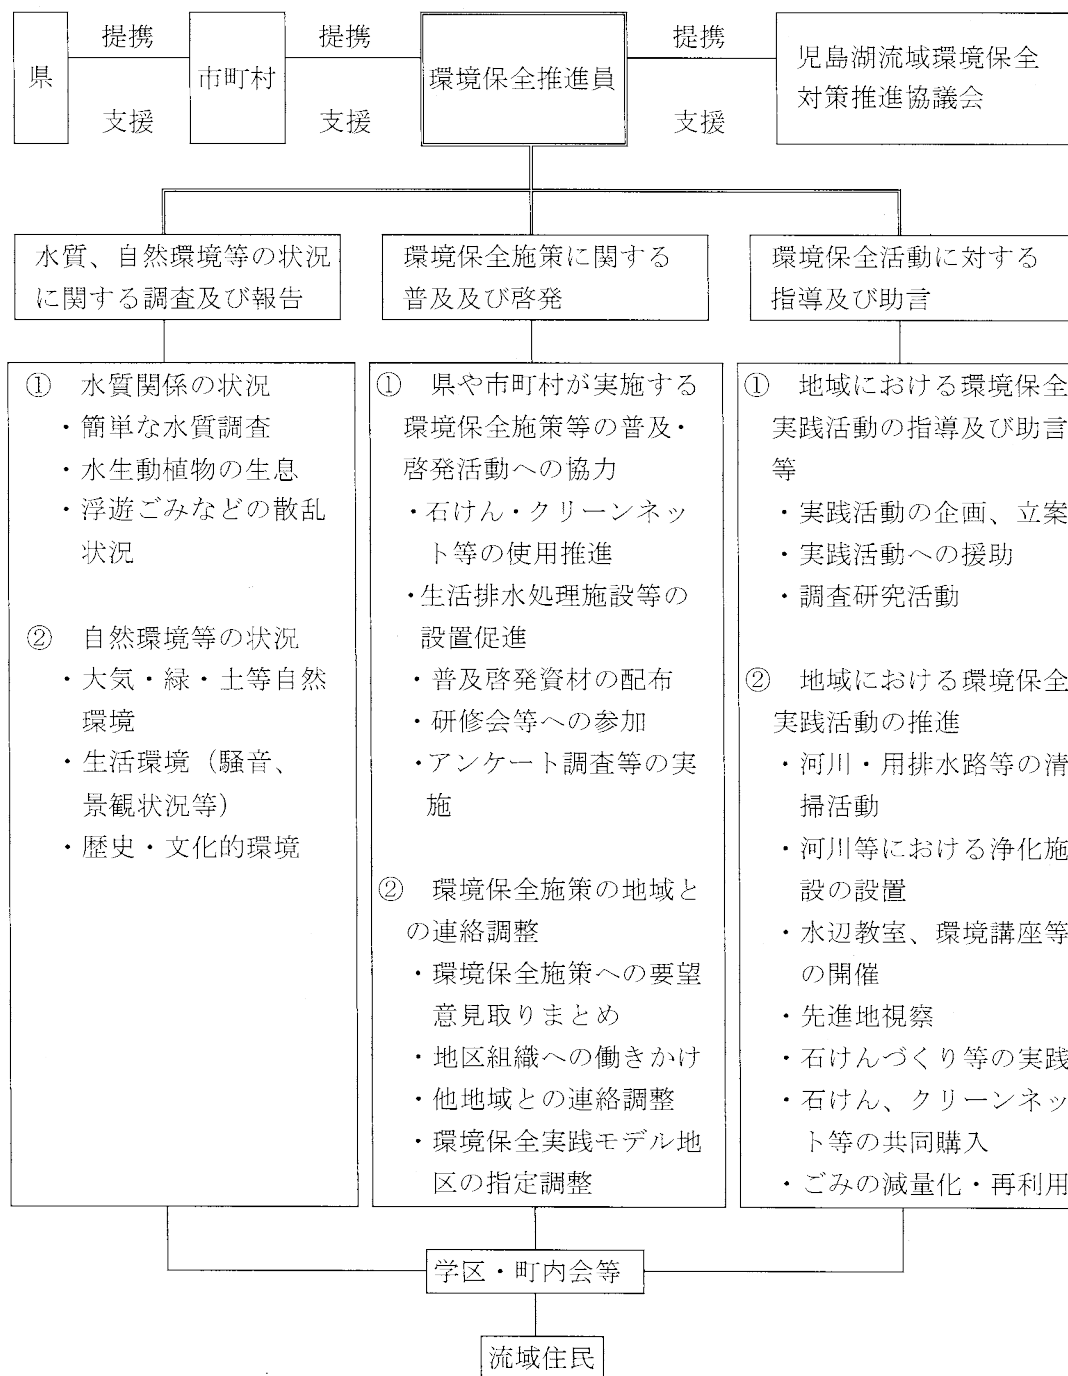 提携 提携 提携
県 市町村 環境保全推進員 児島湖流域環境保全
対策推進協議会
支援 支援 支援
水質、自然環境等の状況
に関する調査及び報告
環境保全施策に関する
普及及び啓発
環境保全活動に対する
指導及び助言
① 水質関係の状況
・簡単な水質調査
・水生動植物の生息
・浮遊ごみなどの散乱
状況
② 自然環境等の状況
・大気・緑・土等自然
環境
・生活環境（騒音、
景観状況等）
・歴史・文化的環境
① 県や市町村が実施する
環境保全施策等の普及・
啓発活動への協力
・石けん・クリーンネッ
ト等の使用推進
・生活排水処理施設等の
設置促進
・普及啓発資材の配布
・研修会等への参加
・アンケート調査等の実
施
② 環境保全施策の地域と
の連絡調整
・環境保全施策への要望
意見取りまとめ
・地区組織への働きかけ
・他地域との連絡調整
・環境保全実践モデル地
区の指定調整
① 地域における環境保全
実践活動の指導及び助言
等
・実践活動の企画、立案
・実践活動への援助
・調査研究活動
② 地域における環境保全
実践活動の推進
・河川・用排水路等の清
掃活動
・河川等における浄化施
設の設置
・水辺教室、環境講座等
の開催
・先進地視察
・石けんづくり等の実践
・石けん、クリーンネッ
ト等の共同購入
・ごみの減量化・再利用
学区・町内会等
流域住民